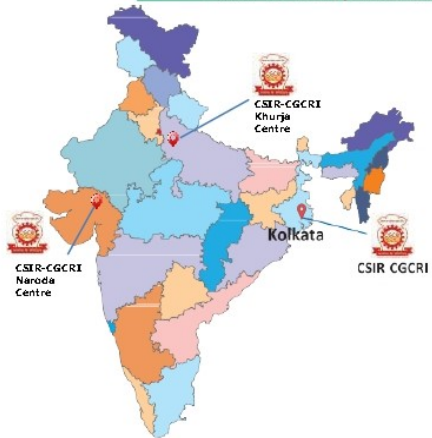 CSIR-CGCRI
Khurja
Centre
Kolkata
CSIR CGCRI
CSIR-CGCRI
Naroda
Centre